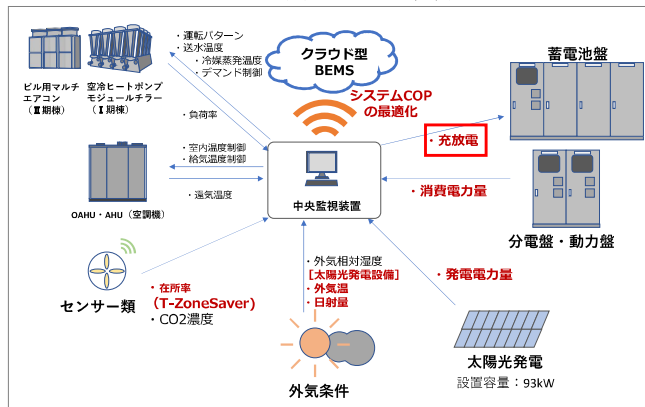 ・運転パターン
・送水温度
・冷媒蒸発温度
・デマンド制御
クラウド型
BEMS
蓄電池盤
ビル用マルチ
エアコン
（Ⅲ期棟）
空冷ヒートポンプ
モジュールチラー
（Ⅰ期棟）
システムCOP
の最適化
・負荷率
・充放電
・室内温度制御
・給気温度制御
中央監視装置
・消費電力量
・還気温度
OAHU・AHU（空調機）
分電盤・動力盤
・外気相対湿度
［太陽光発電設備］
・外気温
・日射量
・発電電力量
・在所率
（T-ZoneSaver)
・CO2濃度
センサー類
外気条件
太陽光発電
設置容量：93kW